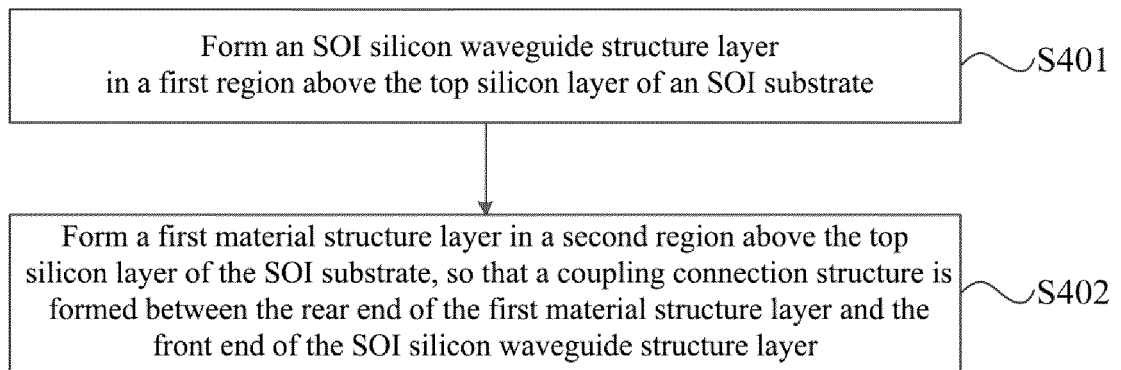 Form an SOI silicon waveguide structure layer
in a first region above the top silicon layer of an SOI substrate
S401
Form a first material structure layer in a second region above the top
silicon layer of the SOI substrate, so that a coupling connection structure is
formed between the rear end of the first material structure layer and the
front end of the SOI silicon waveguide structure layer
S402